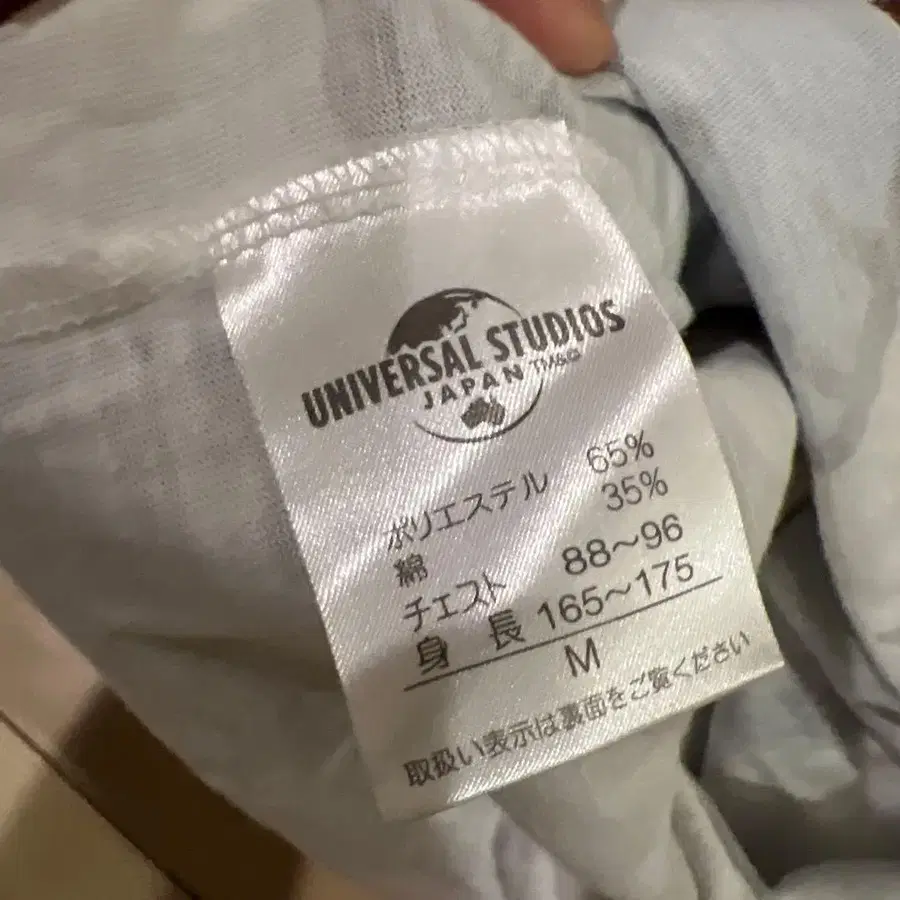 UNIVERSAL STUDIOS
JAPAN TM&©
ポリエステル 65%
綿 35%
チェスト 88～96
身 長 165～175
M
取扱い表示は裏面をご覧ください